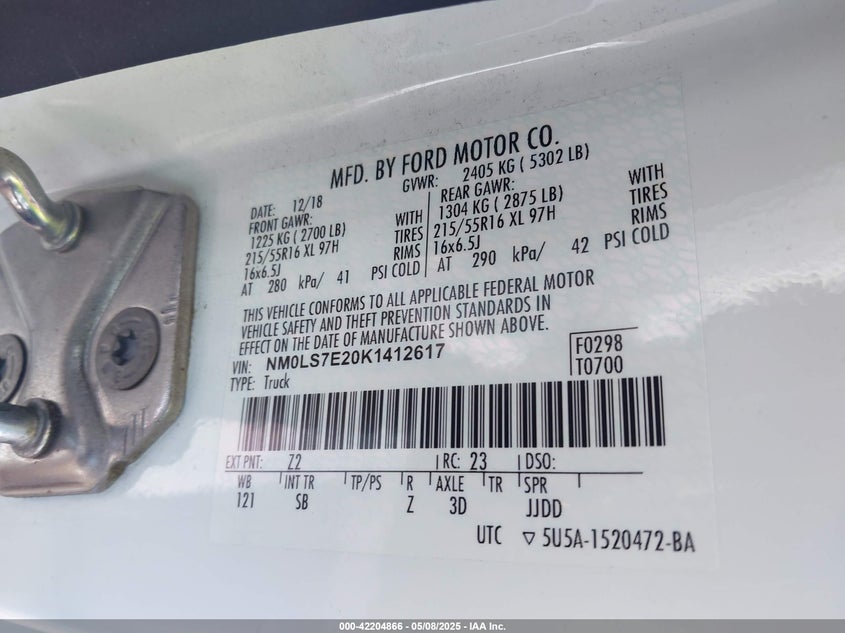 MFD. BY FORD MOTOR CO.
DATE: 12/18 GVWR: 2405 KG ( 5302 LB)
FRONT GAWR: REAR GAWR:
1225 KG ( 2700 LB) WITH 1304 KG ( 2875 LB) WITH
215/55R16 XL 97H TIRES 215/55R16 XL 97H TIRES
16x6.5J RIMS 16x6.5J RIMS
AT 280 kPa/ 41 PSI COLD AT 290 kPa/ 42 PSI COLD
THIS VEHICLE CONFORMS TO ALL APPLICABLE FEDERAL MOTOR
VEHICLE SAFETY AND THEFT PREVENTION STANDARDS IN
EFFECT ON THE DATE OF MANUFACTURE SHOWN ABOVE.
VIN: NM0LS7E20K1412617 F0298
TYPE: Truck T0700
EXT PNT: Z2 RC: 23 DSO:
WB INT TR TP/PS R AXLE TR SPR
121 SB Z 3D JJDD
UTC ▽ 5U5A-1520472-BA
000-42204866 - 05/08/2025 - IAA Inc.